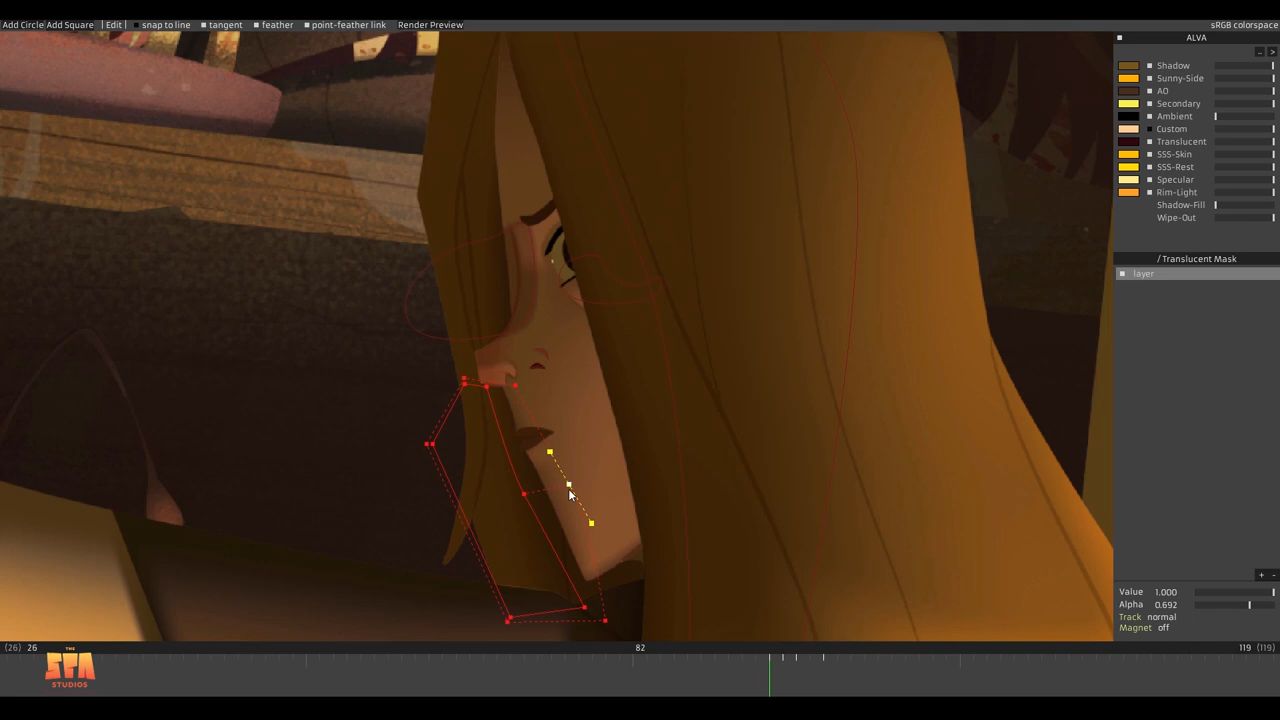 Add Circle Add Square | Edit | snap to line tangent feather point-feather link Render Preview sRGB colorspace
ALVA
.. >
Shadow
Sunny-Side
AO
Secondary
Ambient
Custom
Translucent
SSS-Skin
SSS-Rest
Specular
Rim-Light
Shadow-Fill
Wipe-Out
/ Translucent Mask
layer
+ -
Value 1.000
Alpha 0.692
Track normal
Magnet off
(26) 26 82 119 (119)
THE
SPA
STUDIOS